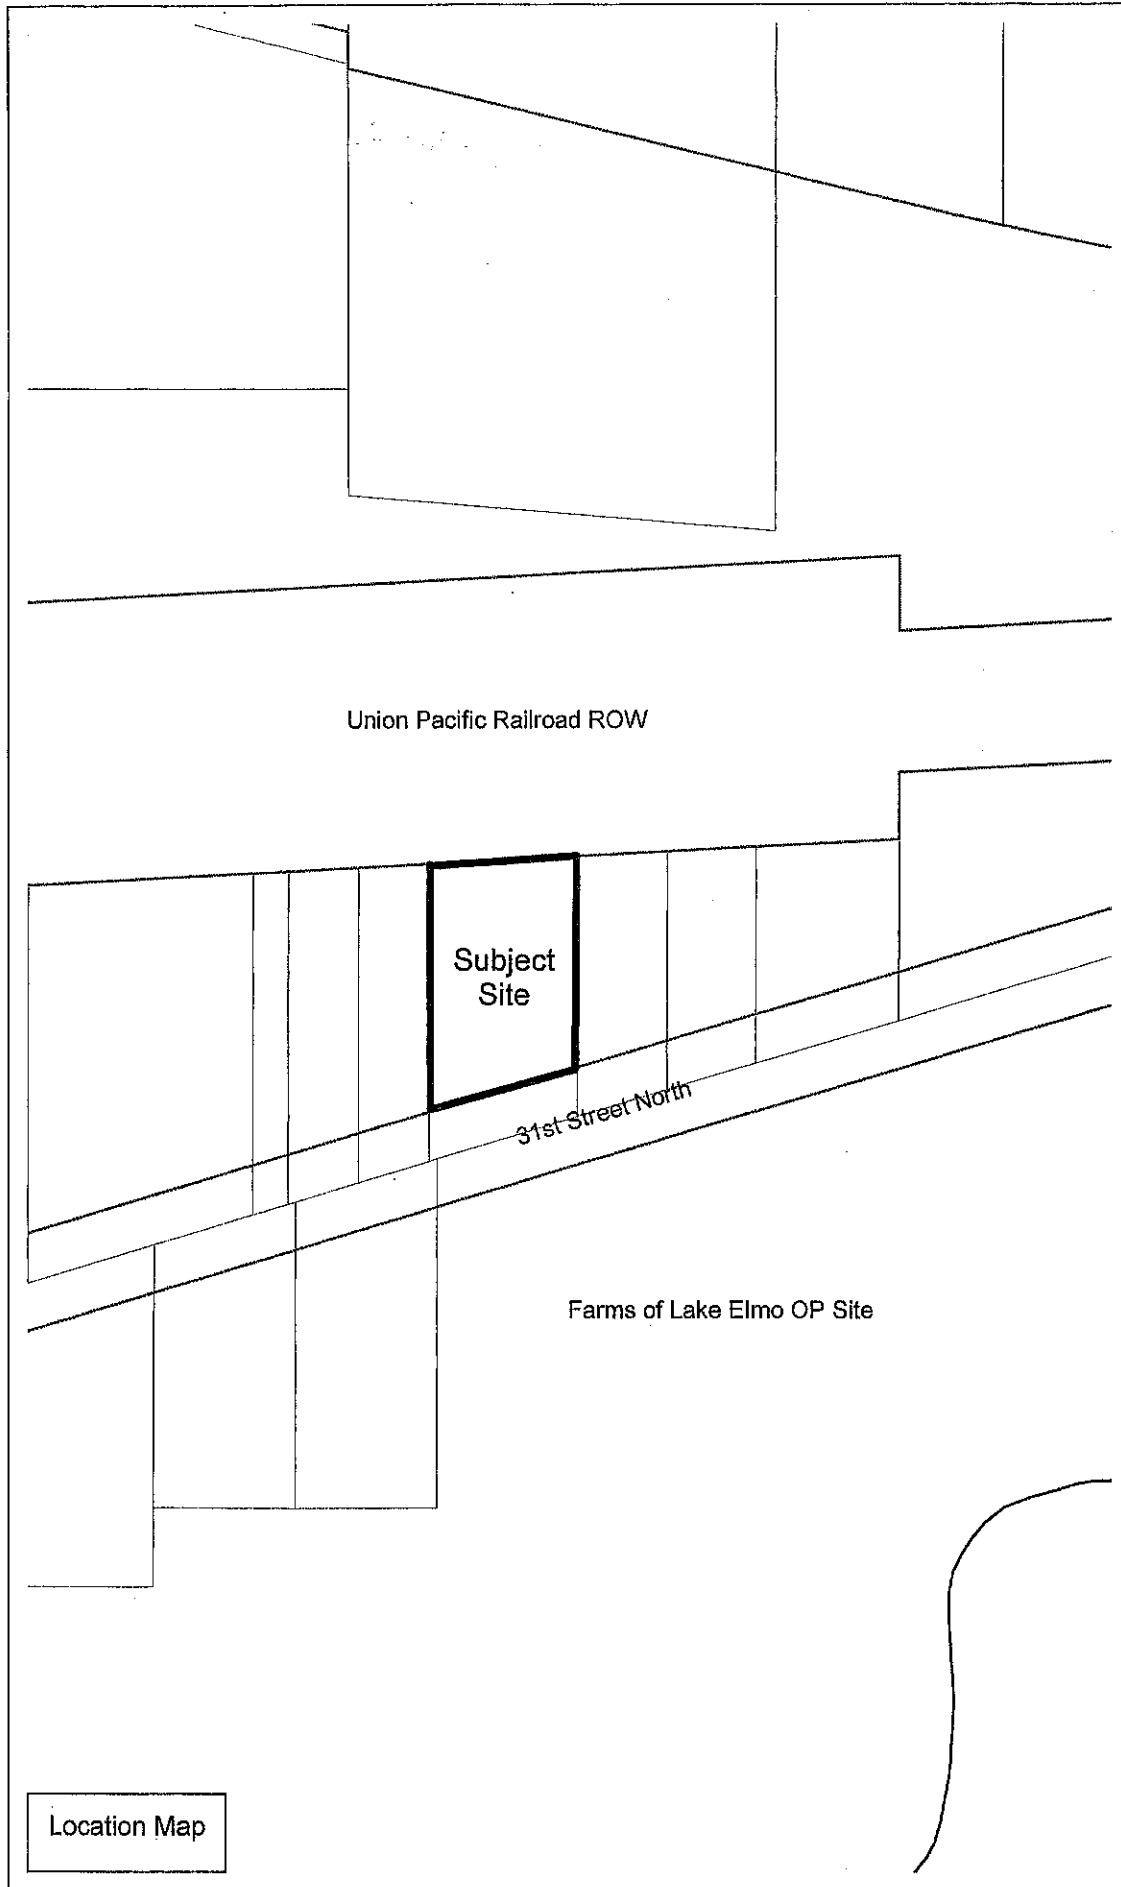 Union Pacific Railroad ROW
Subject
Site
31st Street North
Farms of Lake Elmo OP Site
Location Map